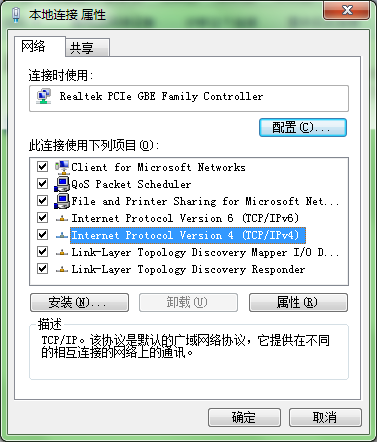 本地连接 属性
网络
共享
连接时使用：
Realtek PCIe GBE Family Controller
配置(C)...
此连接使用下列项目(O)：
Client for Microsoft Networks
QoS Packet Scheduler
File and Printer Sharing for Microsoft Net...
Internet Protocol Version 6 (TCP/IPv6)
Internet Protocol Version 4 (TCP/IPv4)
Link-Layer Topology Discovery Mapper I/O D...
Link-Layer Topology Discovery Responder
安装(N)...
卸载(U)
属性(R)
描述
TCP/IP。该协议是默认的广域网络协议，它提供在不同
的相互连接的网络上的通讯。
确定
取消